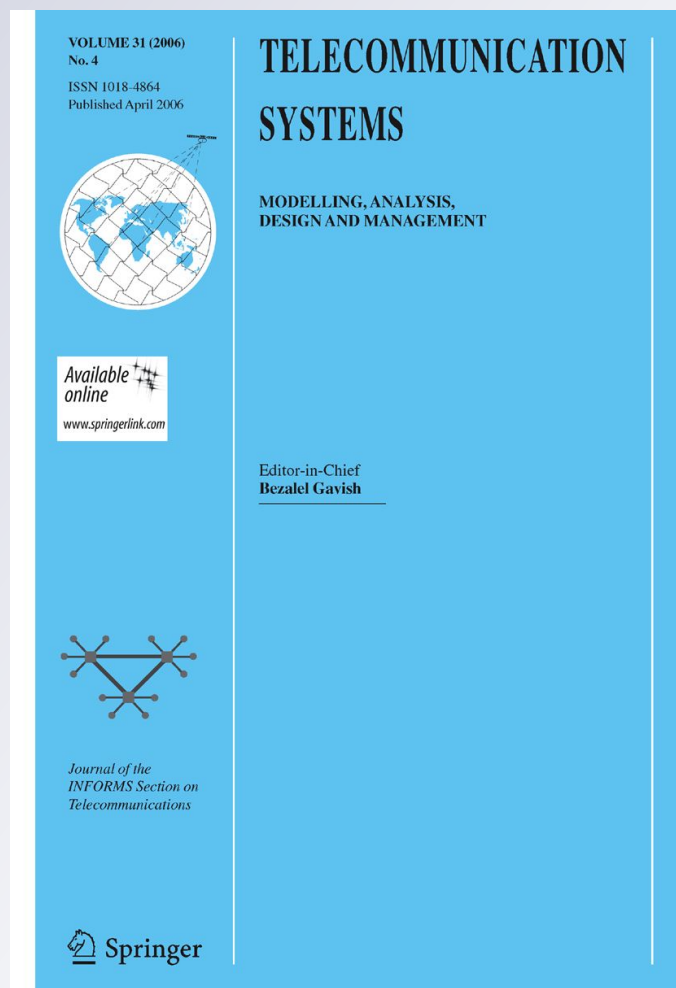 VOLUME 31 (2006)
No. 4
ISSN 1018-4864
Published April 2006
TELECOMMUNICATION
SYSTEMS
MODELLING, ANALYSIS,
DESIGN AND MANAGEMENT
Available
online
www.springerlink.com
Editor-in-Chief
Bezalel Gavish
Journal of the
INFORMS Section on
Telecommunications
Springer